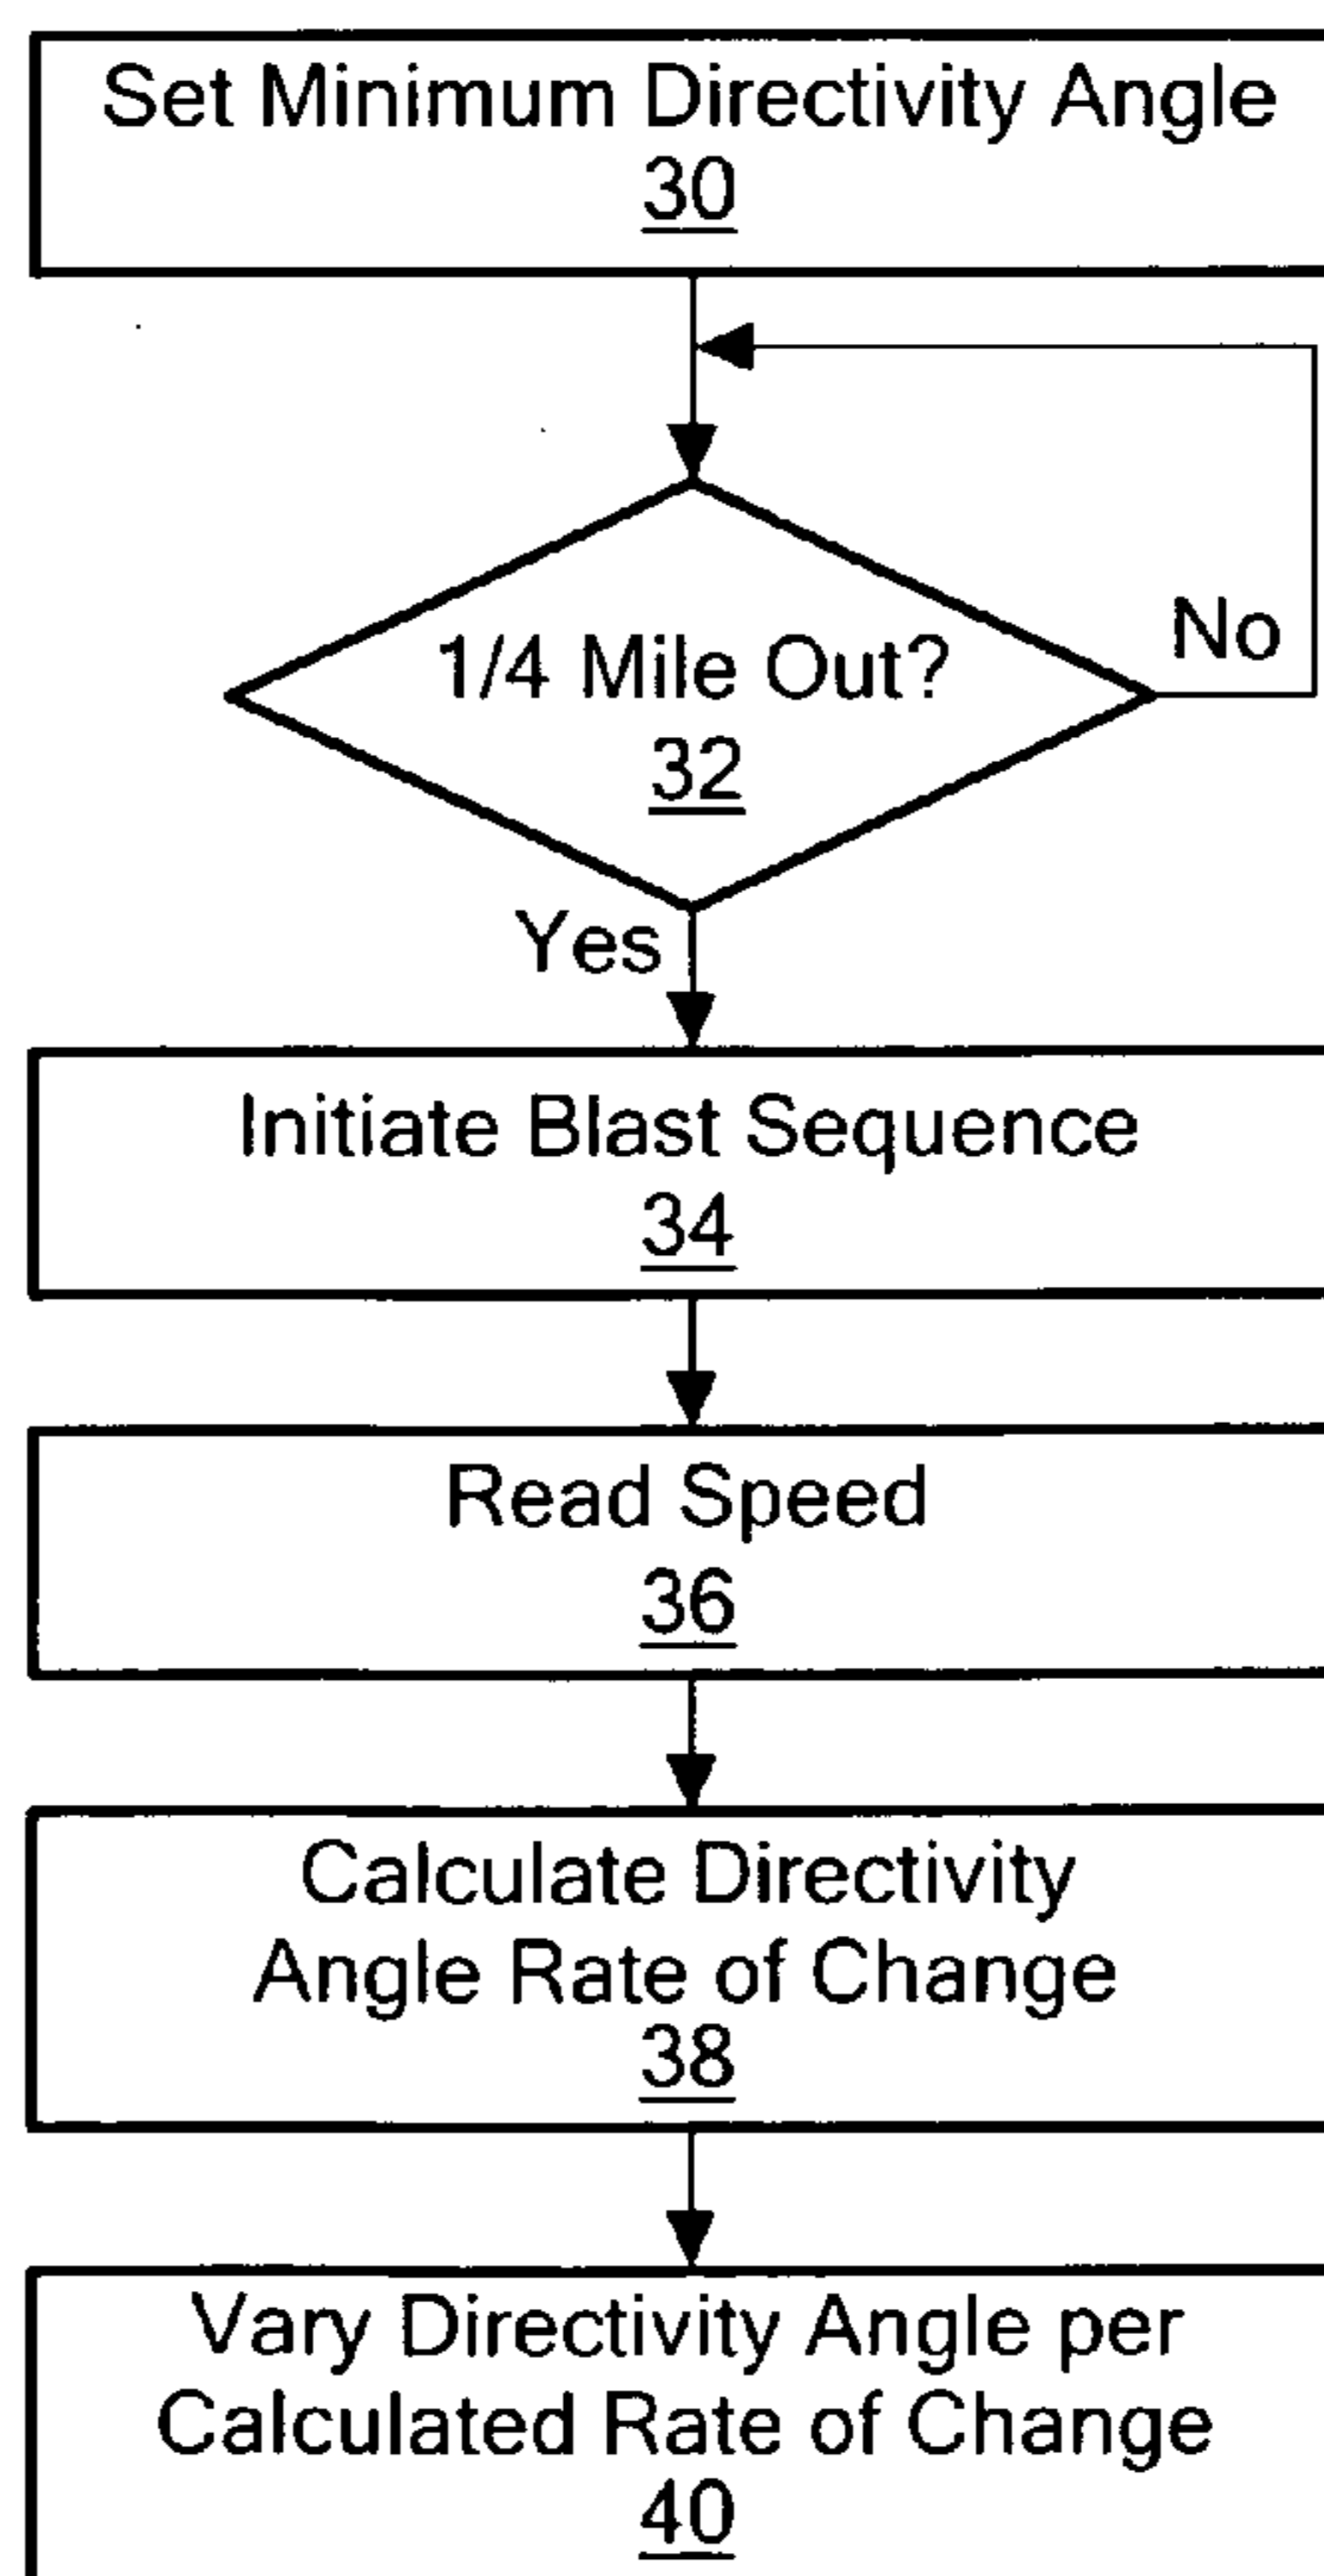 Set Minimum Directivity Angle
30
1/4 Mile Out?
32
No
Yes
Initiate Blast Sequence
34
Read Speed
36
Calculate Directivity
Angle Rate of Change
38
Vary Directivity Angle per
Calculated Rate of Change
40